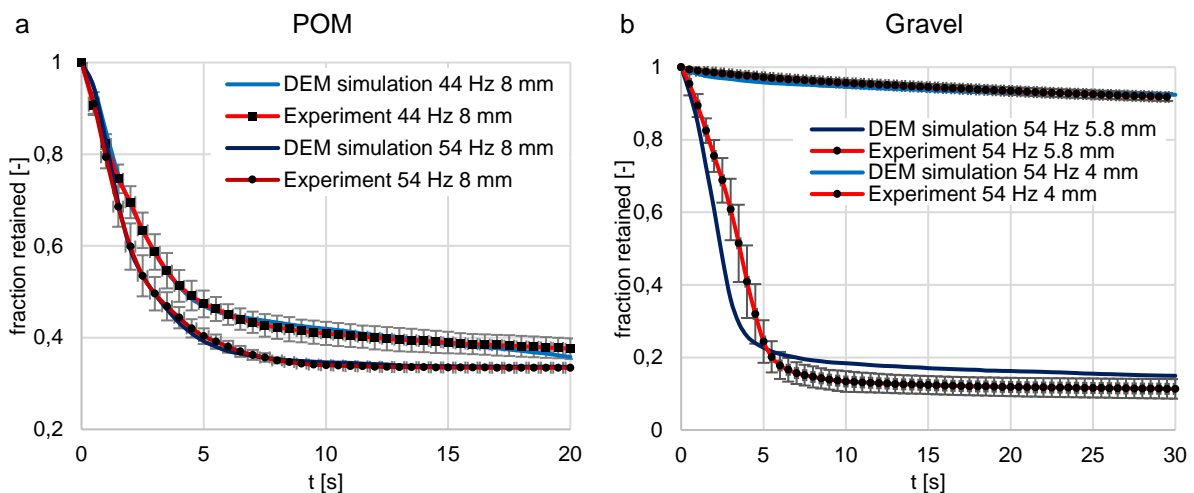 a
POM
1
0,8
0,6
0,4
0,2
fraction retained [-]
DEM simulation 44 Hz 8 mm
Experiment 44 Hz 8 mm
DEM simulation 54 Hz 8 mm
Experiment 54 Hz 8 mm
0 5 10 15 20
t [s]
b
Gravel
1
0,8
0,6
0,4
0,2
0
fraction retained [-]
DEM simulation 54 Hz 5.8 mm
Experiment 54 Hz 5.8 mm
DEM simulation 54 Hz 4 mm
Experiment 54 Hz 4 mm
0 5 10 15 20 25 30
t [s]